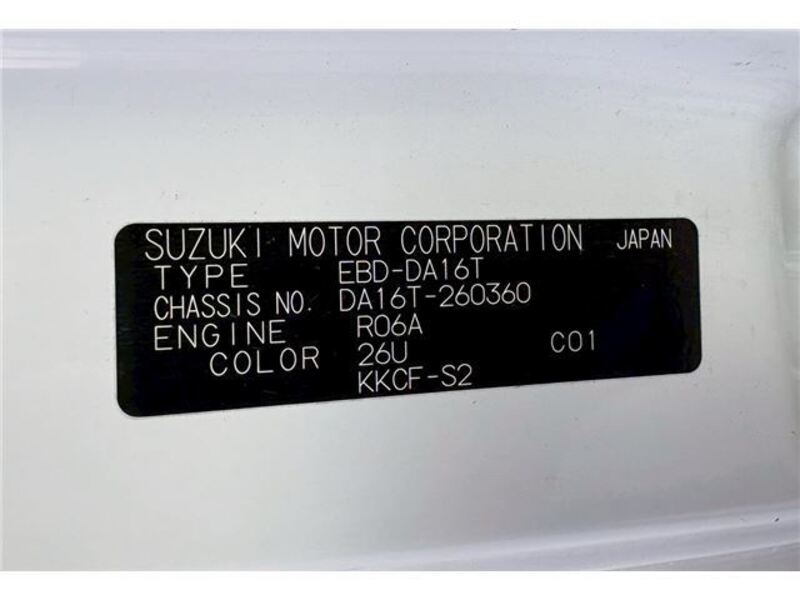 SUZUKI MOTOR CORPORATION JAPAN
TYPE EBD-DA16T
CHASSIS NO. DA16T-260360
ENGINE R06A
COLOR 26U C01
KKCF-S2